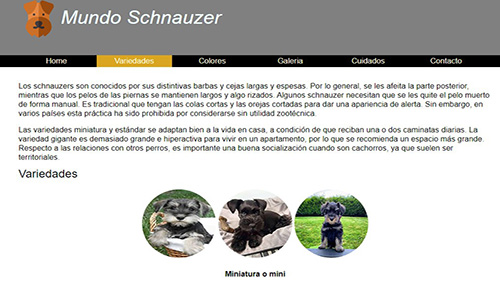 Mundo Schnauzer
Home Variedades Colores Galeria Cuidados Contacto
Los schnauzers son conocidos por sus distintivas barbas y cejas largas y espesas. Por lo general, se les afeita la parte posterior,
mientras que los pelos de las piernas se mantienen largos y algo rizados. Algunos schnauzer necesitan que se les quite el pelo muerto
de forma manual. Es tradicional que tengan las colas cortas y las orejas cortadas para dar una apariencia de alerta. Sin embargo, en
varios países esta práctica ha sido prohibida por considerarse sin utilidad zootécnica.
Las variedades miniatura y estándar se adaptan bien a la vida en casa, a condición de que reciban una o dos caminatas diarias. La
variedad gigante es demasiado grande e hiperactiva para vivir en un apartamento, por lo que se recomienda un espacio más grande.
Respecto a las relaciones con otros perros, es importante una buena socialización cuando son cachorros, ya que suelen ser
territoriales.
Variedades
Miniatura o mini